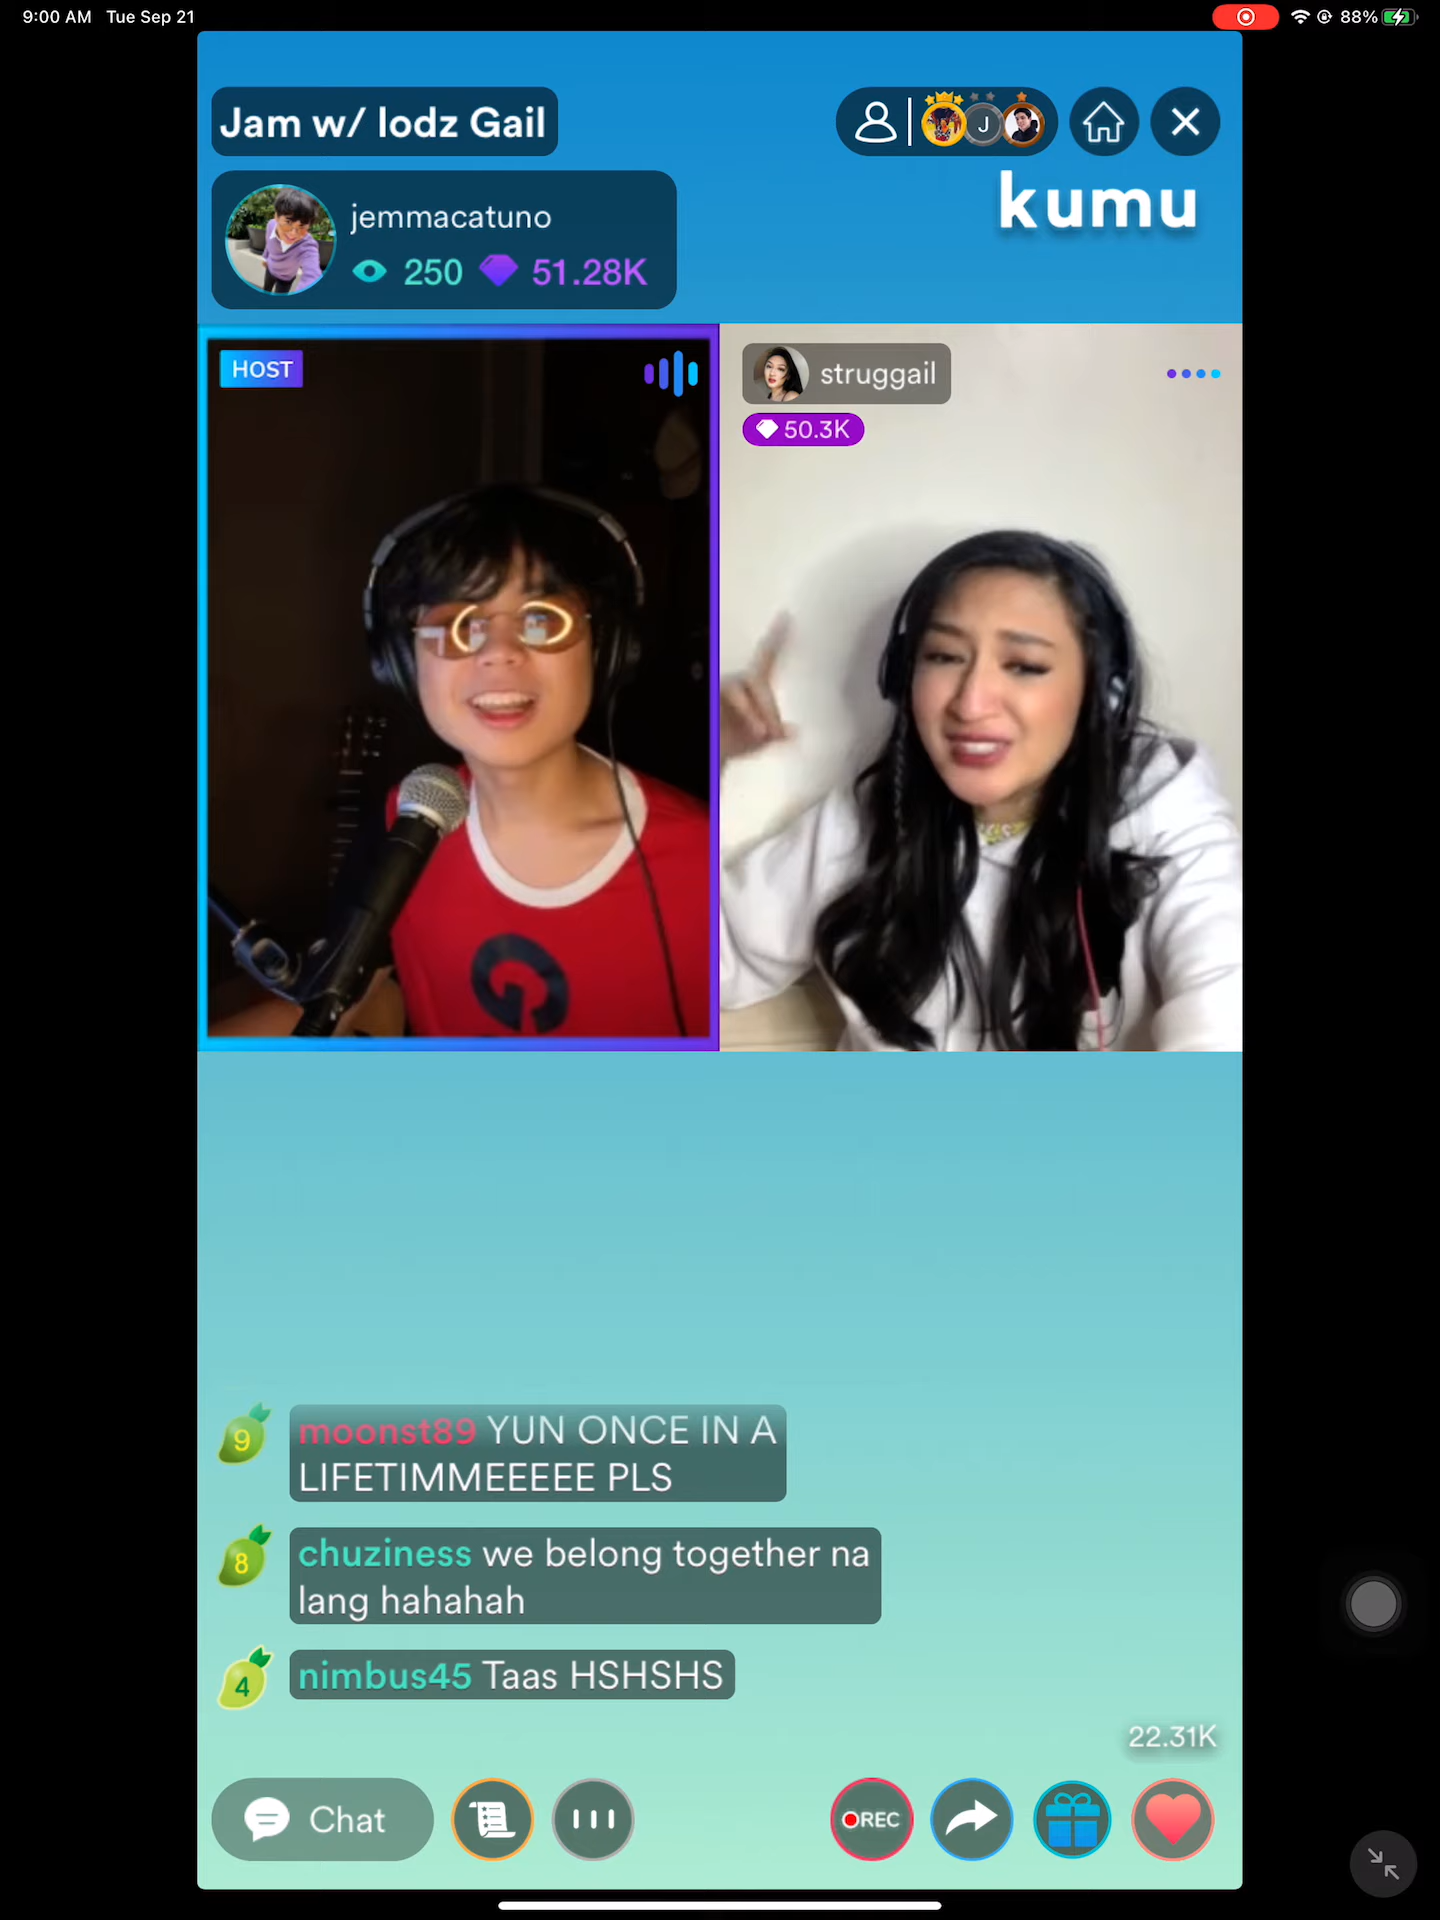 9:00 AM Tue Sep 21
88%
Jam w/ lodz Gail
J
kumu
jemmacatuno
250 51.28K
HOST
struggail
50.3K
G
9
moonst89 YUN ONCE IN A
LIFETIMMEEEEE PLS
8
chuziness we belong together na
lang hahahah
4
nimbus45 Taas HSHSHS
22.31K
Chat
REC